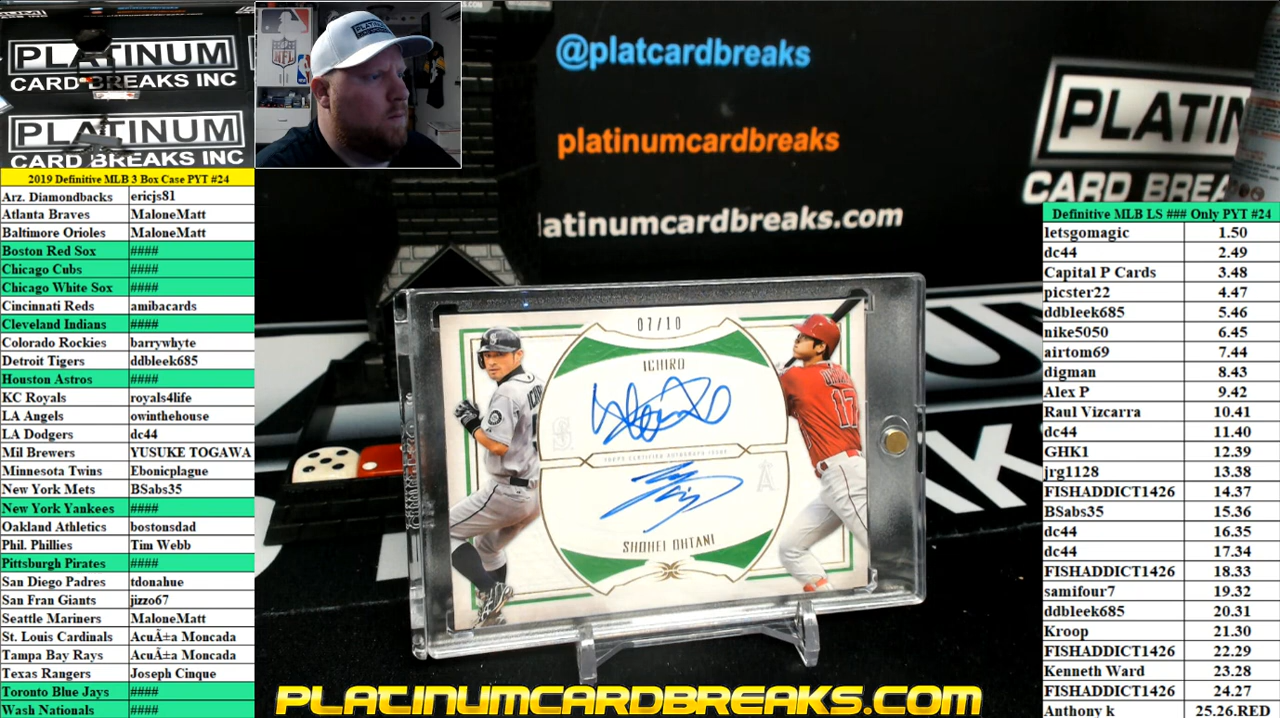 PLATINUM
CARD BREAKS INC
PLATINUM
CARD BREAKS INC
PLATINUM
NFL
@platcardbreaks
platinumcardbreaks
latinumcardbreaks.com
PLATIN
CARD BREA
2019 Definitive MLB 3 Box Case PYT #24
Arz. Diamondbacks ericjs81
Atlanta Braves MaloneMatt
Baltimore Orioles MaloneMatt
Boston Red Sox ####
Chicago Cubs ####
Chicago White Sox ####
Cincinnati Reds amibacards
Cleveland Indians ####
Colorado Rockies barrywhyte
Detroit Tigers ddbleek685
Houston Astros ####
KC Royals royals4life
LA Angels owinthehouse
LA Dodgers dc44
Mil Brewers YUSUKE TOGAWA
Minnesota Twins Ebonicplague
New York Mets BSabs35
New York Yankees ####
Oakland Athletics bostonsdad
Phil. Phillies Tim Webb
Pittsburgh Pirates ####
San Diego Padres tdonahue
San Fran Giants jizzo67
Seattle Mariners MaloneMatt
St. Louis Cardinals AcuÃ±a Moncada
Tampa Bay Rays AcuÃ±a Moncada
Texas Rangers Joseph Cinque
Toronto Blue Jays ####
Wash Nationals ####
07/10
ICHIRO
TOPPS CERTIFIED AUTOGRAPH ISSUE
SHOHEI OHTANI
17
Definitive MLB LS ### Only PYT #24
letsgomagic 1.50
dc44 2.49
Capital P Cards 3.48
picster22 4.47
ddbleek685 5.46
nike5050 6.45
airtom69 7.44
digman 8.43
Alex P 9.42
Raul Vizcarra 10.41
dc44 11.40
GHK1 12.39
jrg1128 13.38
FISHADDICT1426 14.37
BSabs35 15.36
dc44 16.35
dc44 17.34
FISHADDICT1426 18.33
samifour7 19.32
ddbleek685 20.31
Kroop 21.30
FISHADDICT1426 22.29
Kenneth Ward 23.28
FISHADDICT1426 24.27
Anthony k 25.26.RED
PLATINUMCARDBREAKS.COM